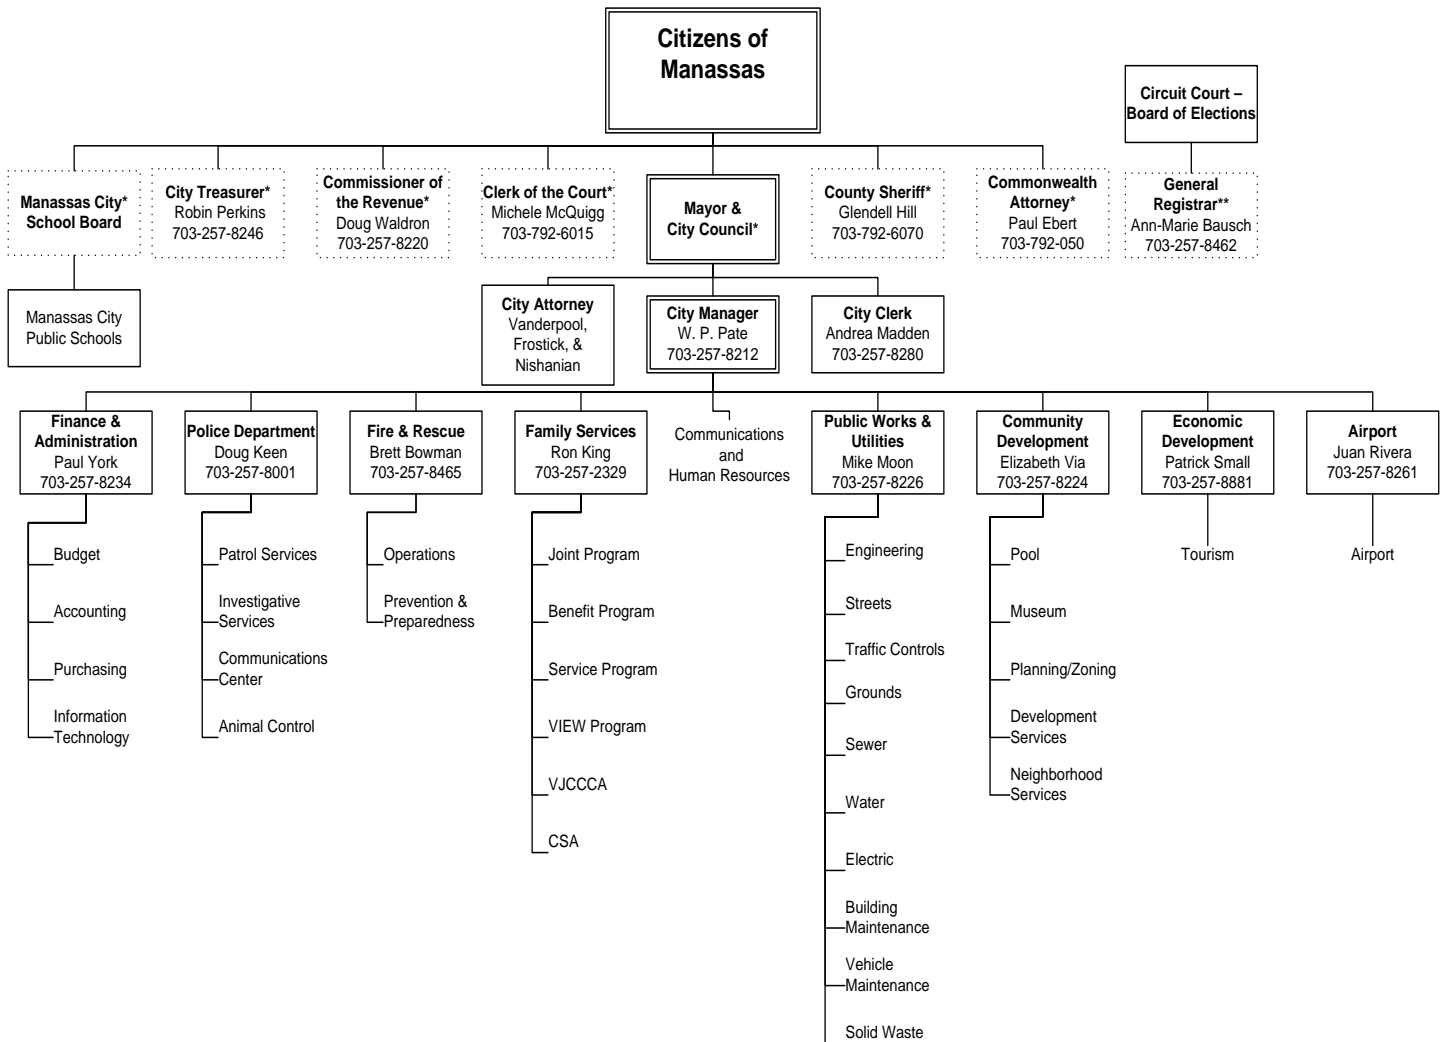 Citizens of
Manassas
Circuit Court –
Board of Elections
Manassas City*
School Board
City Treasurer*
Robin Perkins
703-257-8246
Commissioner of
the Revenue*
Doug Waldron
703-257-8220
Clerk of the Court*
Michele McQuigg
703-792-6015
Mayor &
City Council*
County Sheriff*
Glendell Hill
703-792-6070
Commonwealth
Attorney*
Paul Ebert
703-792-050
General
Registrar**
Ann-Marie Bausch
703-257-8462
Manassas City
Public Schools
City Attorney
Vanderpool,
Frostick, &
Nishanian
City Manager
W. P. Pate
703-257-8212
City Clerk
Andrea Madden
703-257-8280
Finance &
Administration
Paul York
703-257-8234
Police Department
Doug Keen
703-257-8001
Fire & Rescue
Brett Bowman
703-257-8465
Family Services
Ron King
703-257-2329
Communications
and
Human Resources
Public Works &
Utilities
Mike Moon
703-257-8226
Community
Development
Elizabeth Via
703-257-8224
Economic
Development
Patrick Small
703-257-8881
Airport
Juan Rivera
703-257-8261
Budget
Accounting
Purchasing
Information
Technology
Patrol Services
Investigative
Services
Communications
Center
Animal Control
Operations
Prevention &
Preparedness
Joint Program
Benefit Program
Service Program
VIEW Program
VJCCCA
CSA
Engineering
Streets
Traffic Controls
Grounds
Sewer
Water
Electric
Building
Maintenance
Vehicle
Maintenance
Solid Waste
Pool
Museum
Planning/Zoning
Development
Services
Neighborhood
Services
Tourism
Airport